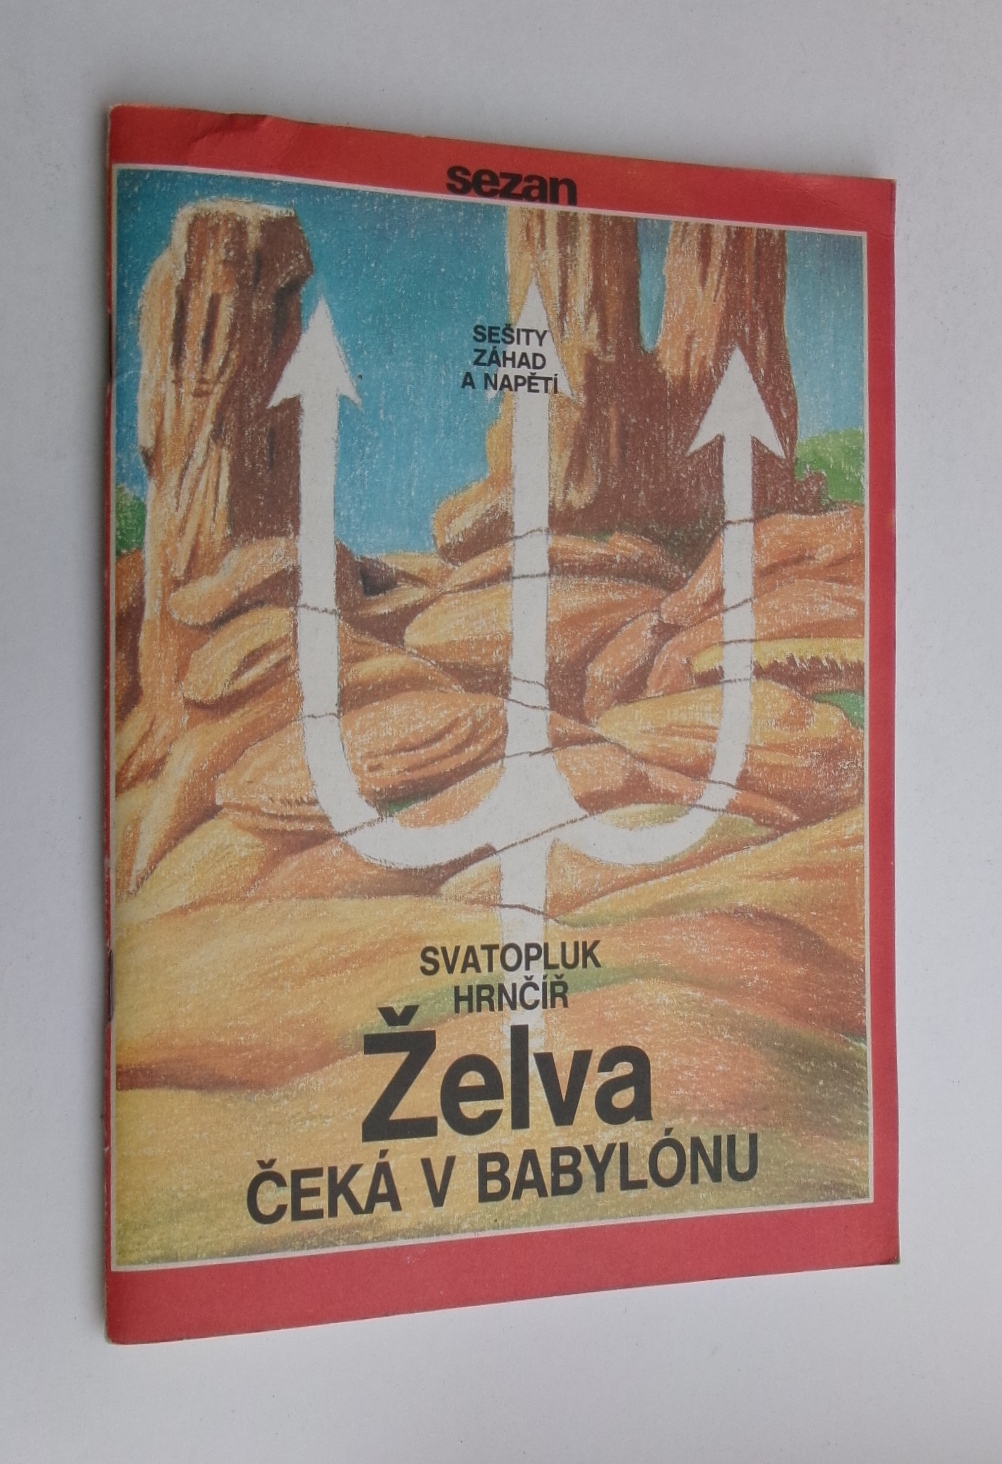 sezan
SEŠITY
ZÁHAD
A NAPĚTÍ
SVATOPLUK
HRNČÍŘ
Želva
ČEKÁ V BABYLÓNU